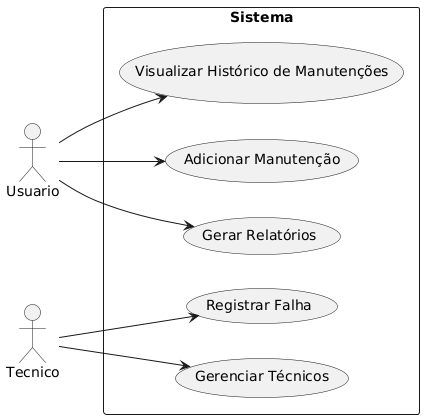 Sistema
Visualizar Histórico de Manutenções
Adicionar Manutenção
Usuario
Gerar Relatórios
Registrar Falha
Tecnico
Gerenciar Técnicos